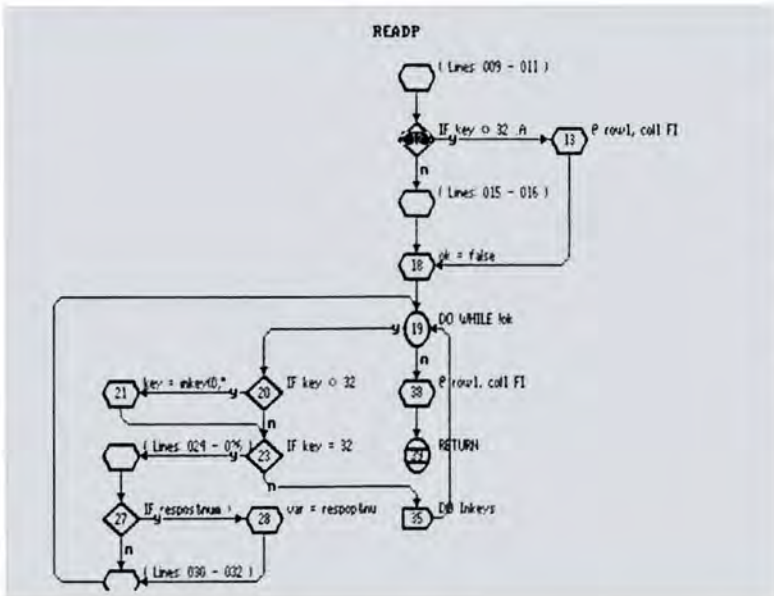 READP
( Lines 009 - 011 )
IF key ◊ 32 .A
y
13
@ row1, col1 FI
n
( Lines 015 - 016 )
18
ok = false
19
DO WHILE !ok
y
n
21
key = inkey(0,"
y
20
IF key ◊ 32
38
@ row1, col1 FI
n
( Lines 024 - 025 )
y
23
IF key = 32
RETURN
n
27
IF respostnum >
y
28
var = respoptnu
35
DO Inkeys
n
( Lines 030 - 032 )